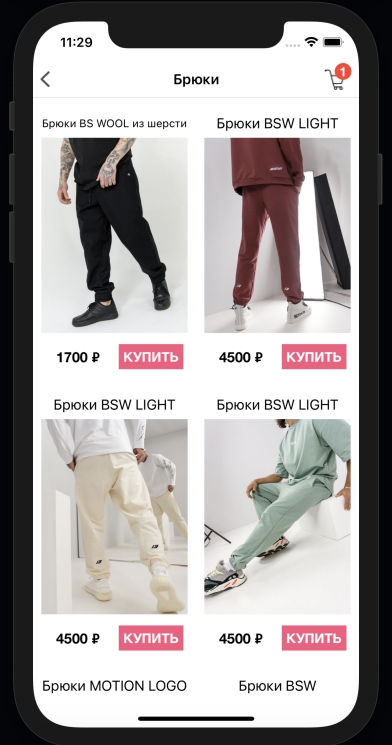 11:29
Брюки
1
Брюки BS WOOL из шерсти
Брюки BSW LIGHT
1700 ₽
КУПИТЬ
4500 ₽
КУПИТЬ
Брюки BSW LIGHT
Брюки BSW LIGHT
4500 ₽
КУПИТЬ
4500 ₽
КУПИТЬ
Брюки MOTION LOGO
Брюки BSW